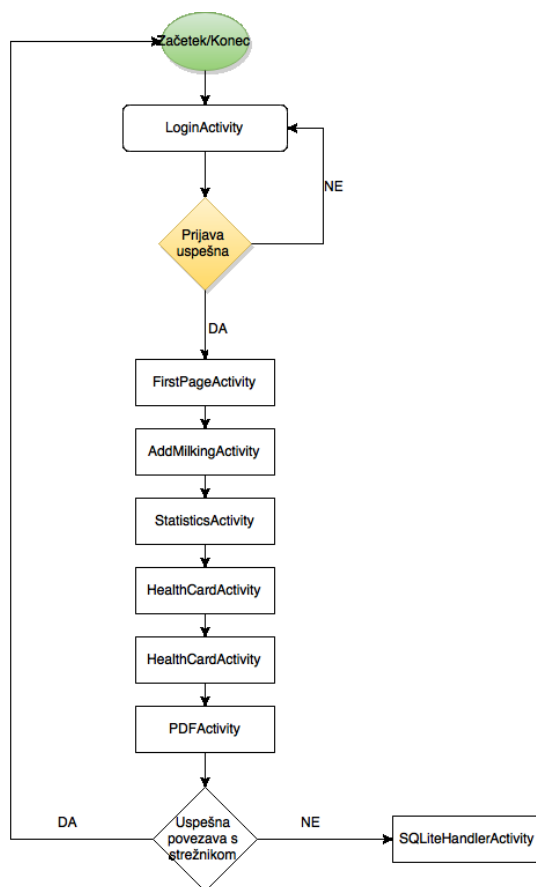 Začetek/Konec
LoginActivity
NE
Prijava
uspešna
DA
FirstPageActivity
AddMilkingActivity
StatisticsActivity
HealthCardActivity
HealthCardActivity
PDFActivity
DA
Uspešna
povezava s
strežnikom
NE
SQLiteHandlerActivity